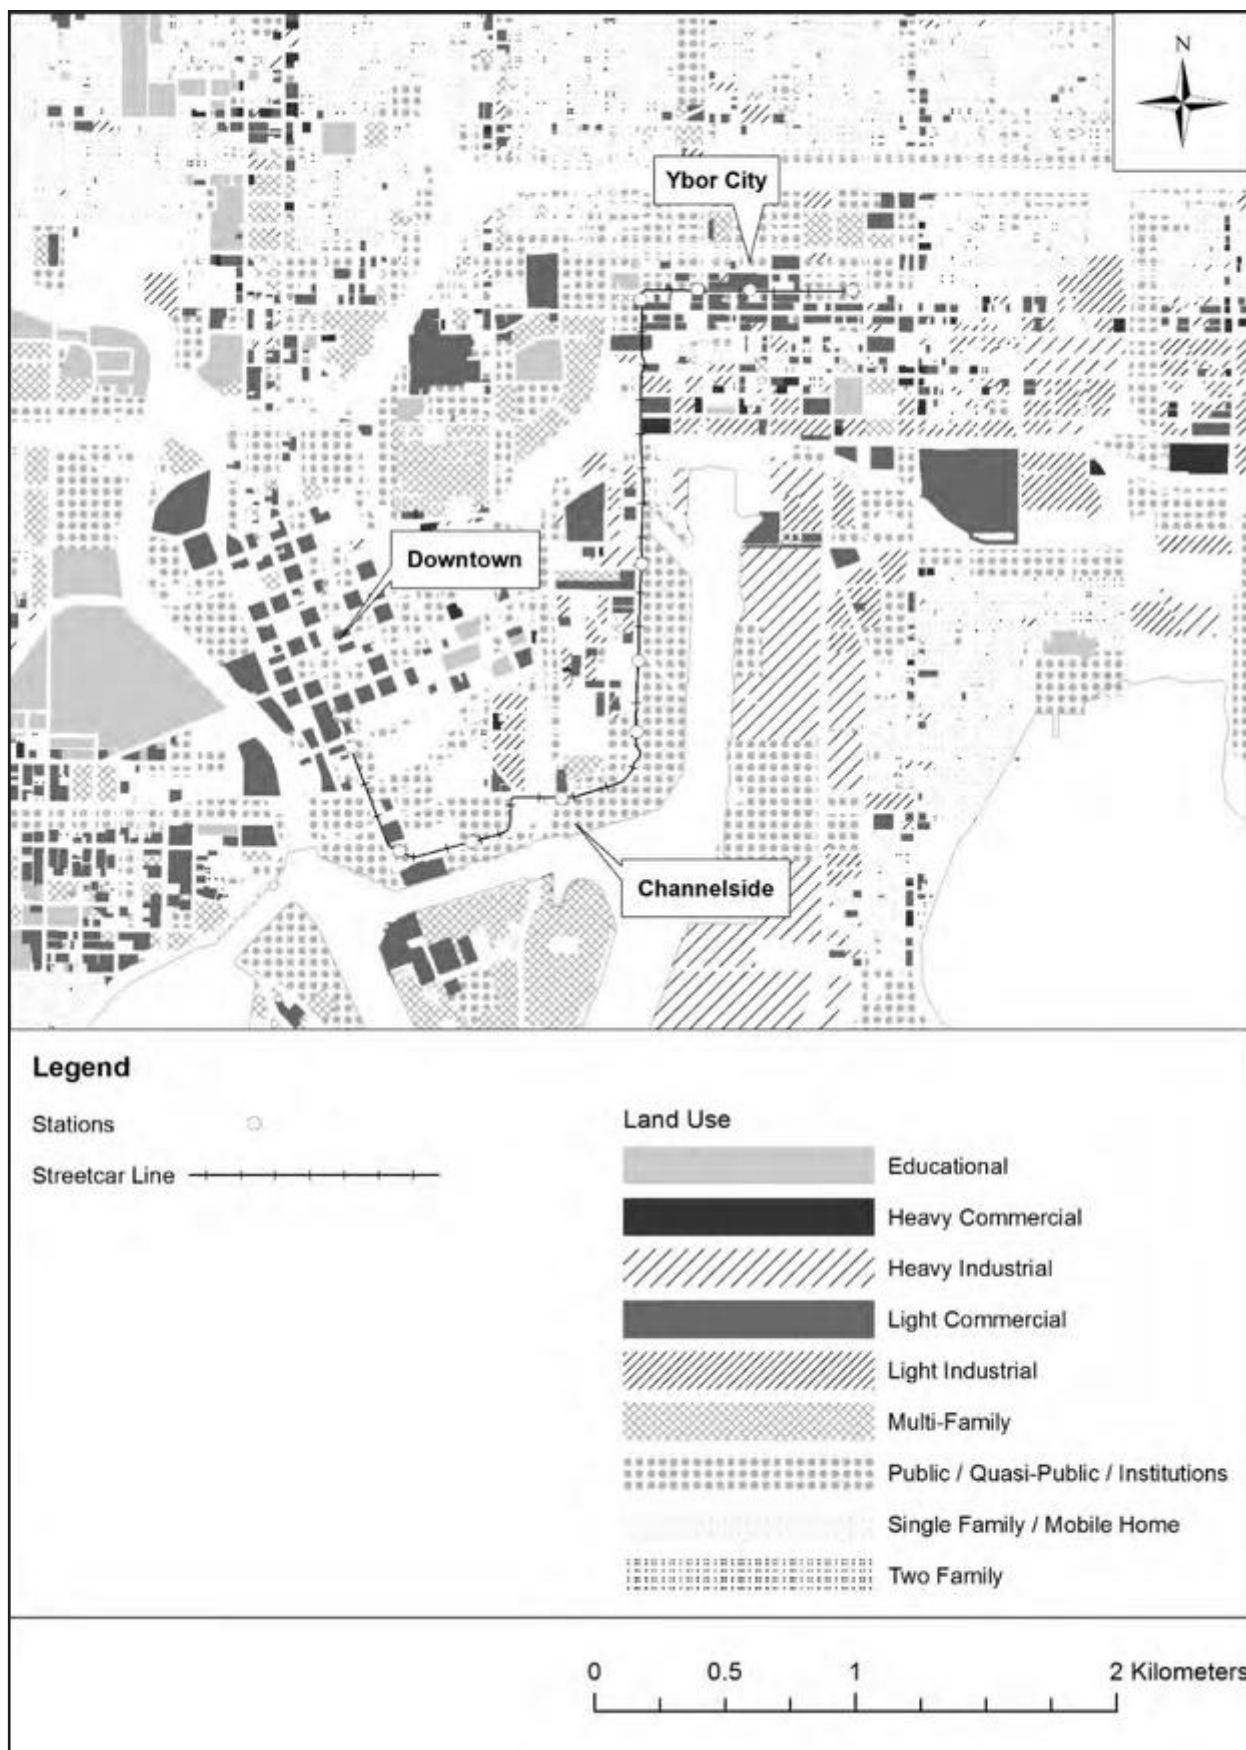 N
Ybor City
Downtown
Channelside
Legend
Stations
Streetcar Line
Land Use
Educational
Heavy Commercial
Heavy Industrial
Light Commercial
Light Industrial
Multi-Family
Public / Quasi-Public / Institutions
Single Family / Mobile Home
Two Family
0 0.5 1 2 Kilometers